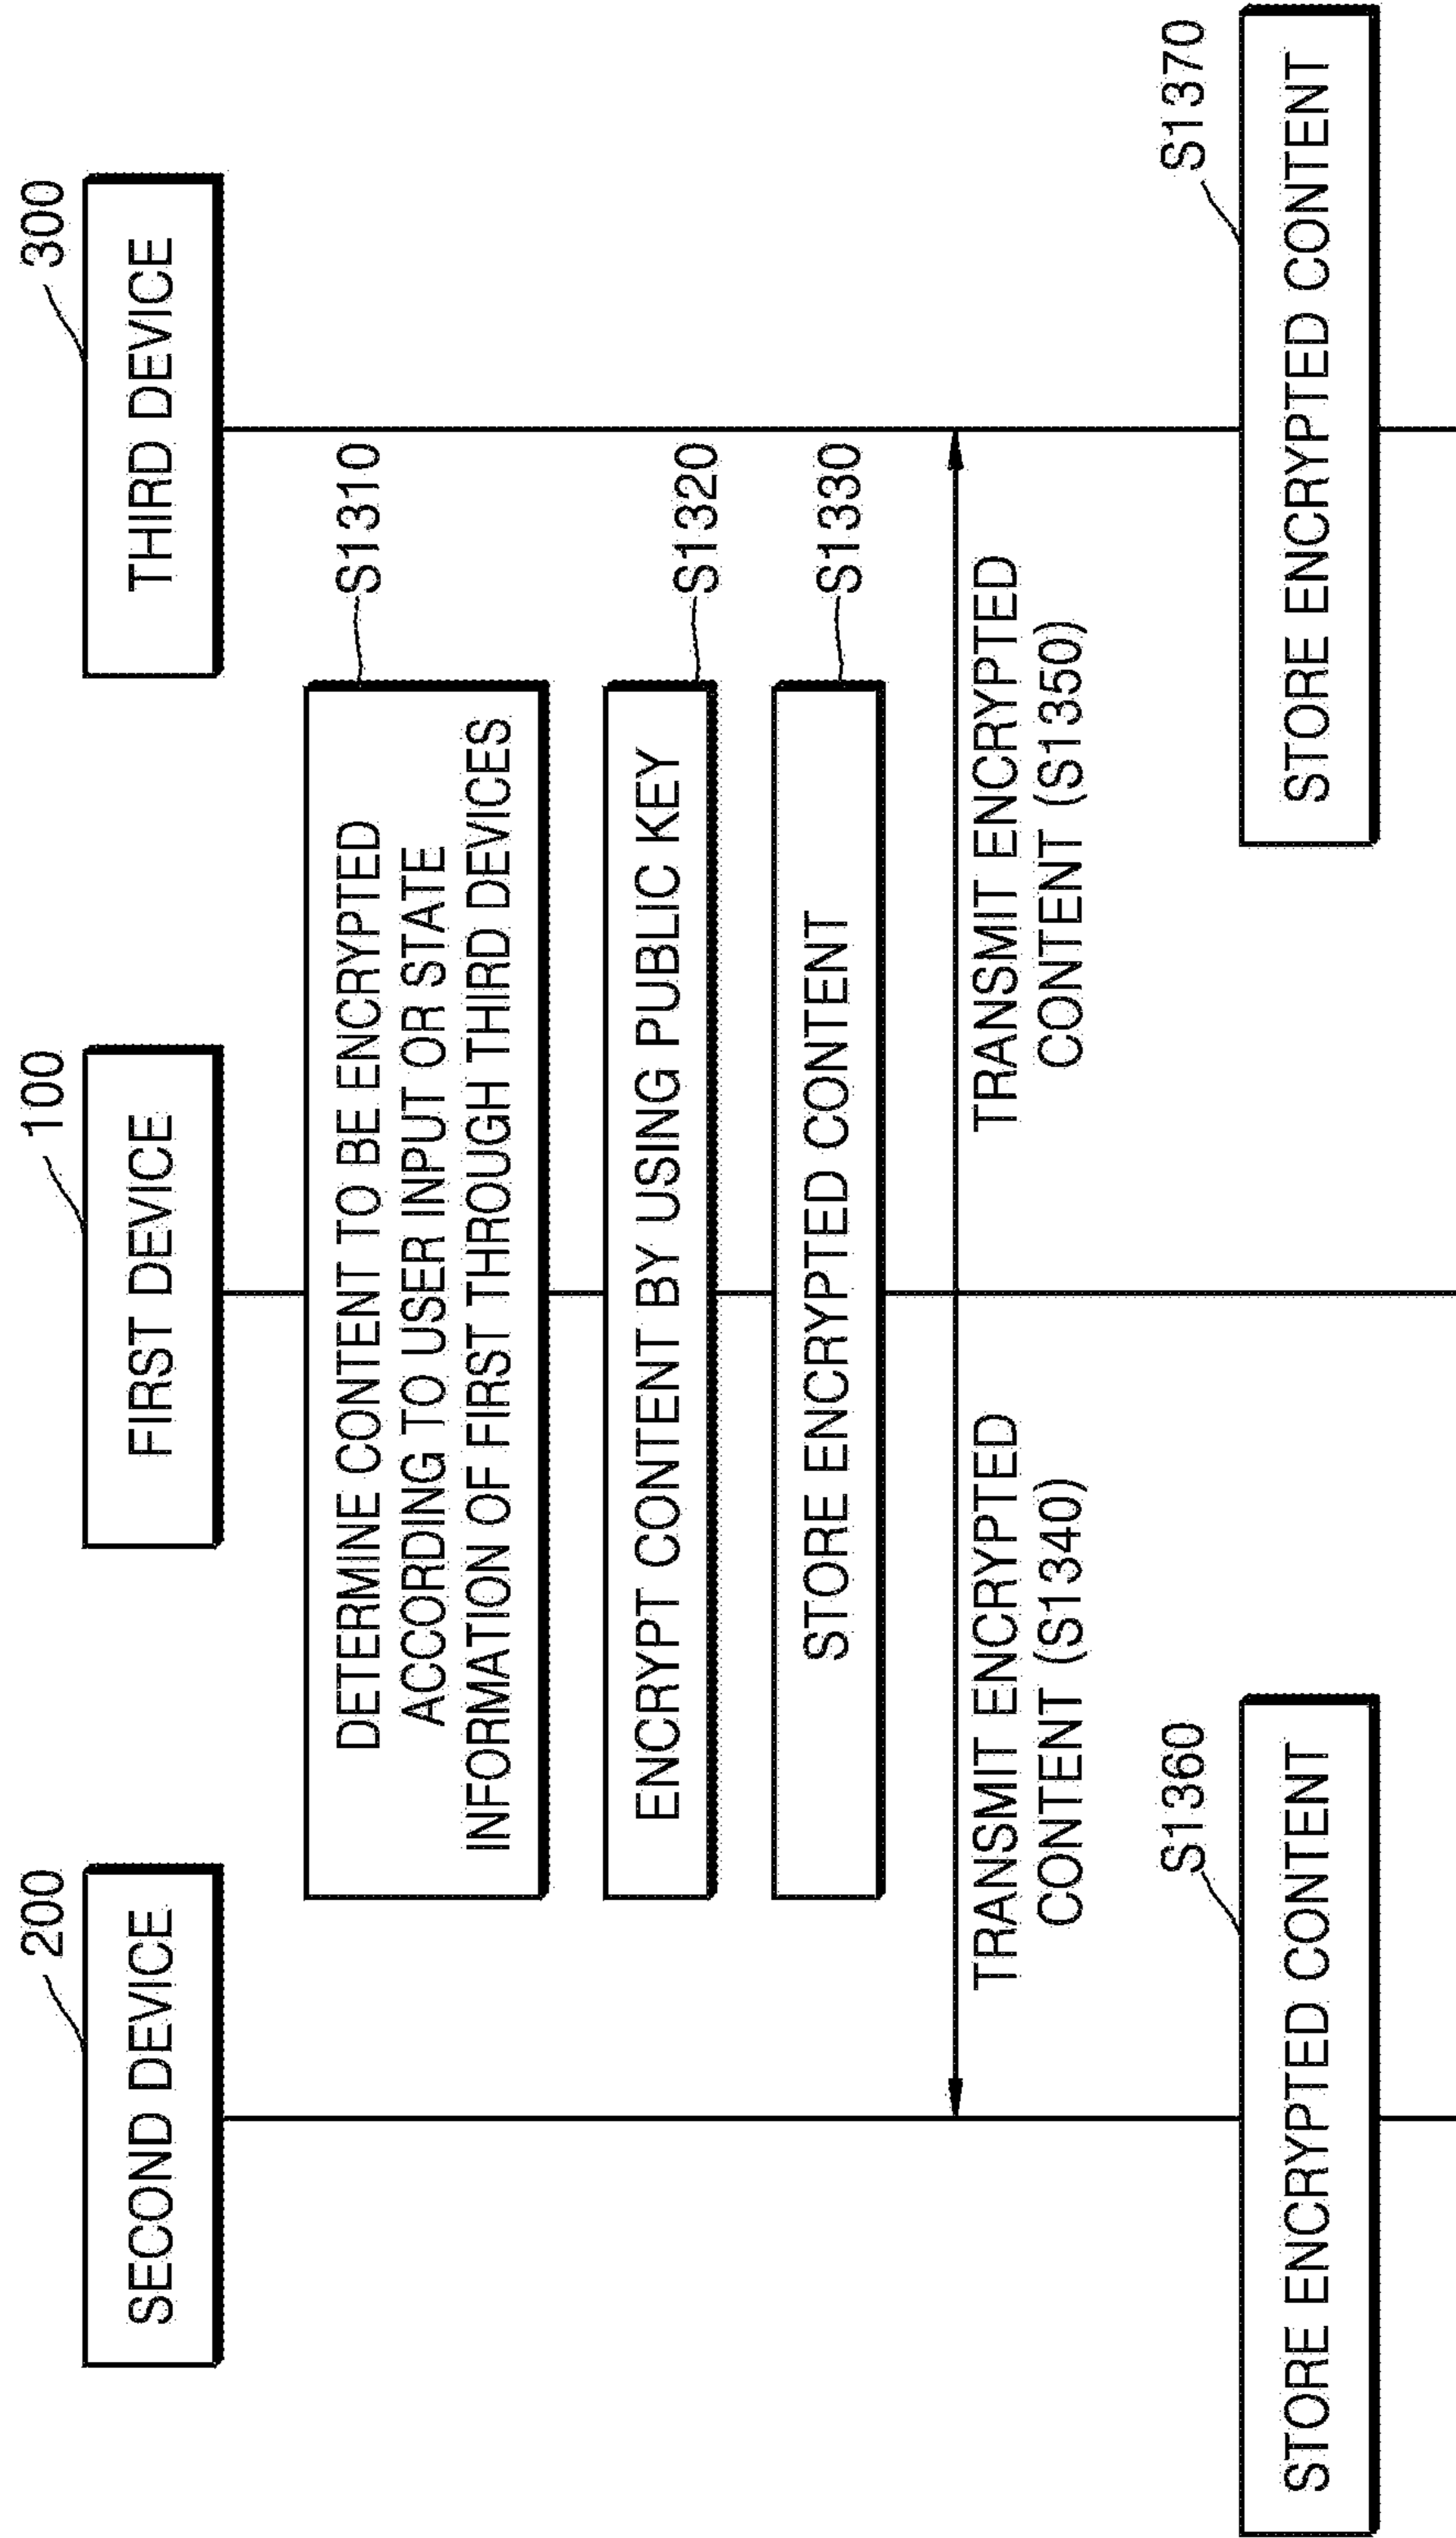 200
100
300
SECOND DEVICE
FIRST DEVICE
THIRD DEVICE
DETERMINE CONTENT TO BE ENCRYPTED
ACCORDING TO USER INPUT OR STATE
INFORMATION OF FIRST THROUGH THIRD DEVICES
S1310
ENCRYPT CONTENT BY USING PUBLIC KEY
S1320
STORE ENCRYPTED CONTENT
S1330
TRANSMIT ENCRYPTED
CONTENT (S1340)
TRANSMIT ENCRYPTED
CONTENT (S1350)
S1360
STORE ENCRYPTED CONTENT
S1370
STORE ENCRYPTED CONTENT